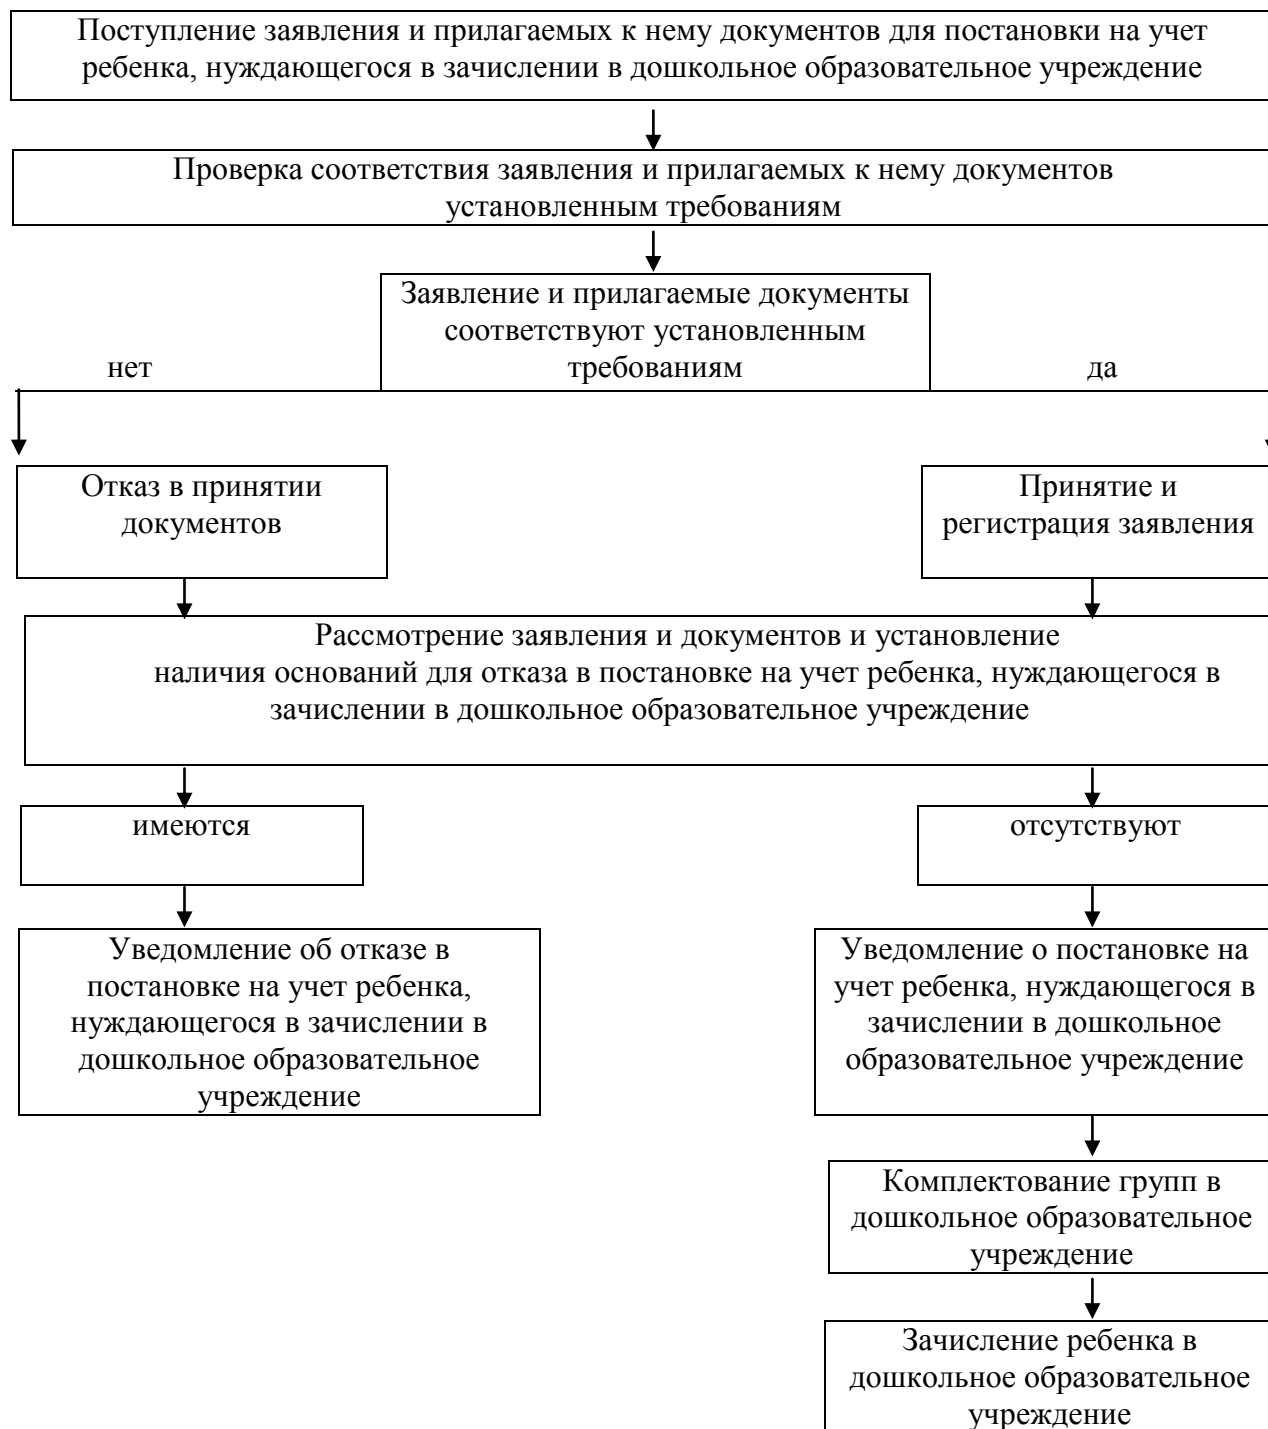 Поступление заявления и прилагаемых к нему документов для постановки на учет
ребенка, нуждающегося в зачислении в дошкольное образовательное учреждение
Проверка соответствия заявления и прилагаемых к нему документов
установленным требованиям
Заявление и прилагаемые документы
соответствуют установленным
требованиям
нет
да
Отказ в принятии
документов
Принятие и
регистрация заявления
Рассмотрение заявления и документов и установление
наличия оснований для отказа в постановке на учет ребенка, нуждающегося в
зачислении в дошкольное образовательное учреждение
имеются
отсутствуют
Уведомление об отказе в
постановке на учет ребенка,
нуждающегося в зачислении в
дошкольное образовательное
учреждение
Уведомление о постановке на
учет ребенка, нуждающегося в
зачислении в дошкольное
образовательное учреждение
Комплектование групп в
дошкольное образовательное
учреждение
Зачисление ребенка в
дошкольное образовательное
учреждение